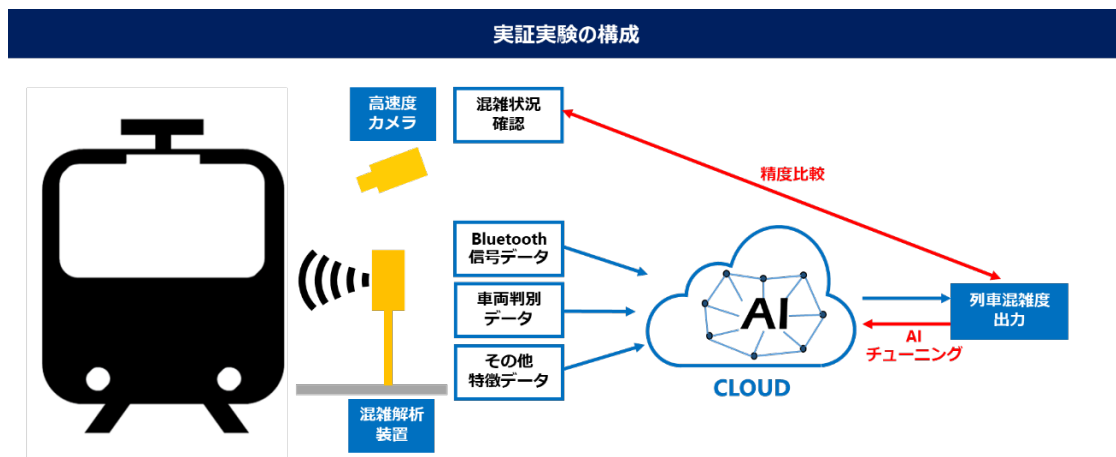 実証実験の構成
高速度
カメラ
混雑状況
確認
精度比較
Bluetooth
信号データ
車両判別
データ
その他
特徴データ
AI
CLOUD
列車混雑度
出力
AI
チューニング
混雑解析
装置